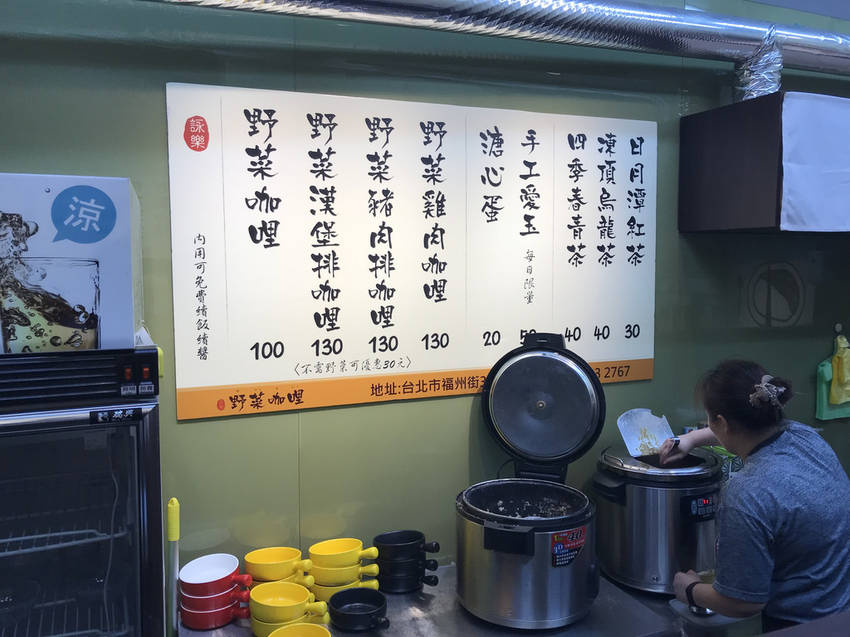 日月潭紅茶
30
凍頂烏龍茶
40
四季春青茶
40
手工愛玉
每日限量
溏心蛋
20
野菜雞肉咖哩
130
野菜豬肉排咖哩
130
野菜漢堡排咖哩
130
〈不需野菜可優惠30元〉
野菜咖哩
100
內用可免費續飯續醬
詠樂
野菜咖哩
地址:台北市福州街
3 2767
涼